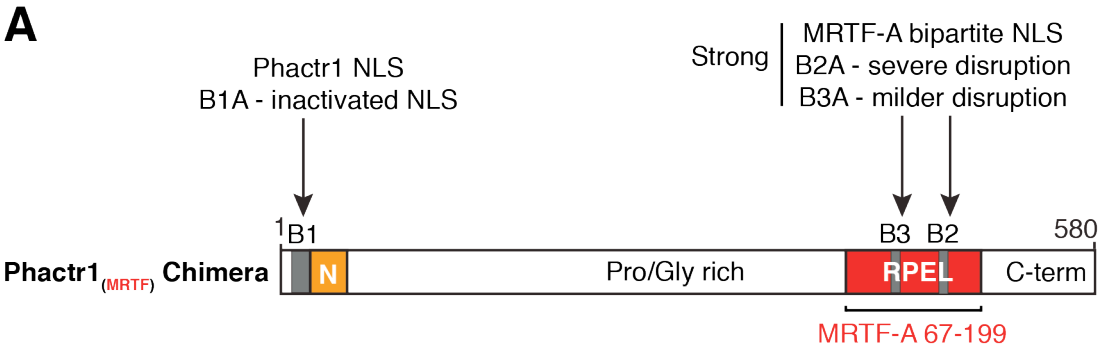 A
Phactr1 NLS
B1A - inactivated NLS
Strong
MRTF-A bipartite NLS
B2A - severe disruption
B3A - milder disruption
1
B1
B3
B2
580
Phactr1(MRTF) Chimera
N
Pro/Gly rich
RPEL
C-term
MRTF-A 67-199